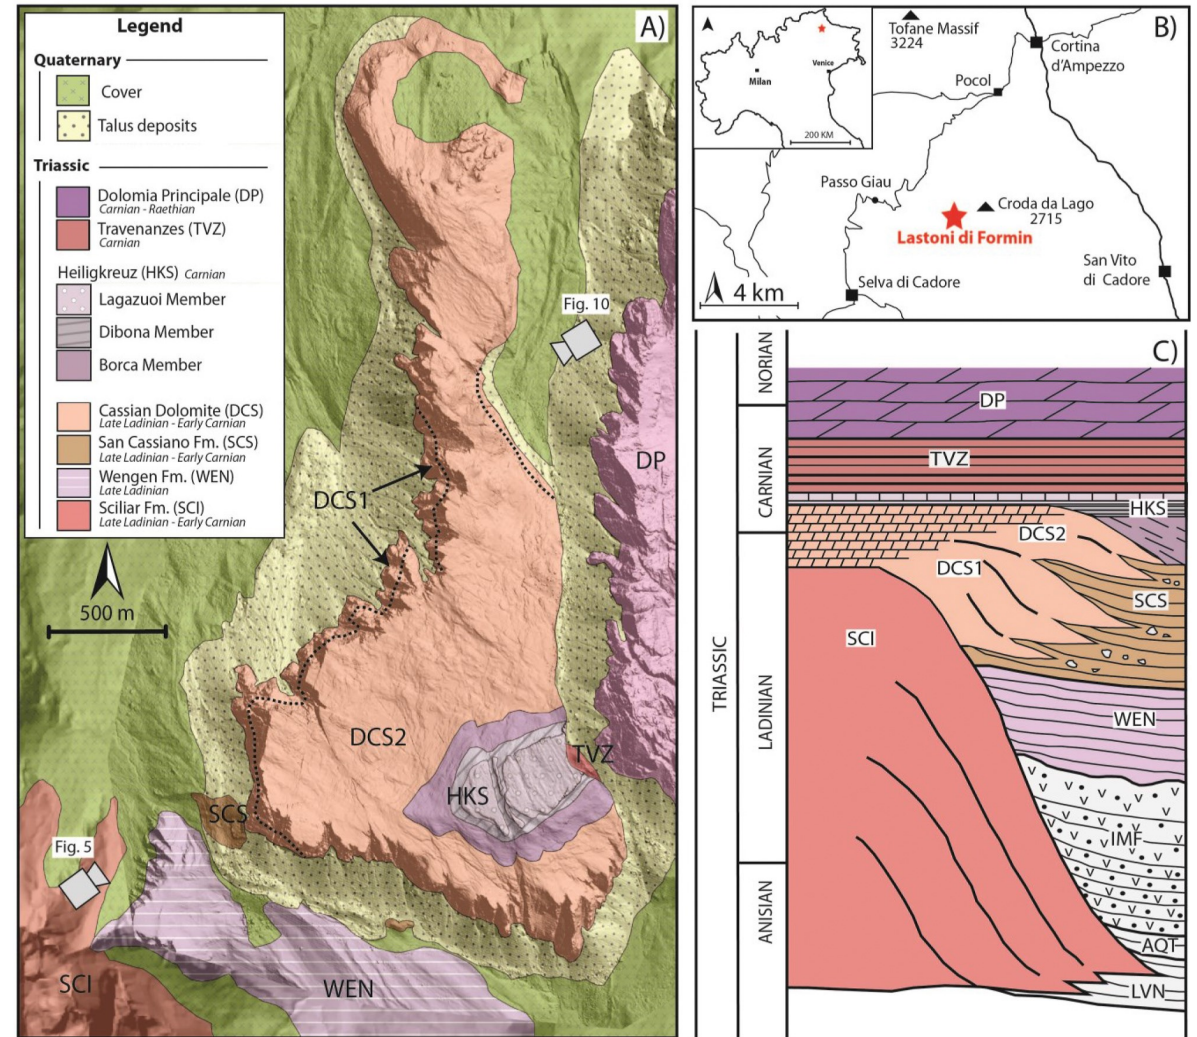 Legend
Quaternary
Cover
Talus deposits
Triassic
Dolomia Principale (DP)
Carnian - Raethian
Travenanzes (TVZ)
Carnian
Heiligkreuz (HKS) Carnian
Lagazuoi Member
Dibona Member
Borca Member
Cassian Dolomite (DCS)
Late Ladinian - Early Carnian
San Cassiano Fm. (SCS)
Late Ladinian - Early Carnian
Wengen Fm. (WEN)
Late Ladinian
Sciliar Fm. (SCI)
Late Ladinian - Early Carnian
500 m
A)
Fig. 10
DP
DCS1
DCS2
TVZ
HKS
SCS
Fig. 5
SCI
WEN
B)
Milan
Venice
200 KM
Tofane Massif
3224
Cortina
d'Ampezzo
Pocol
Passo Giau
Croda da Lago
2715
Lastoni di Formin
San Vito
di Cadore
Selva di Cadore
4 km
C)
NORIAN
CARNIAN
LADINIAN
ANISIAN
TRIASSIC
DP
TVZ
HKS
DCS2
DCS1
SCS
SCI
WEN
IMF
AQT
LVN